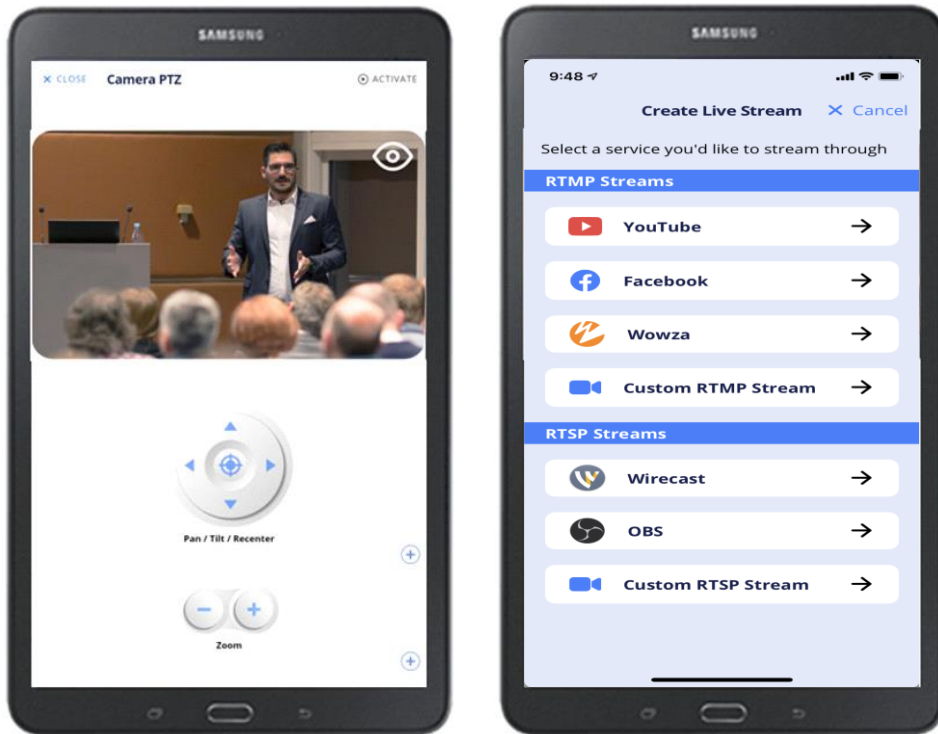 SAMSUNG
× CLOSE Camera PTZ ACTIVATE
Pan / Tilt / Recenter
Zoom
SAMSUNG
9:48
Create Live Stream × Cancel
Select a service you'd like to stream through
RTMP Streams
YouTube
Facebook
Wowza
Custom RTMP Stream
RTSP Streams
Wirecast
OBS
Custom RTSP Stream